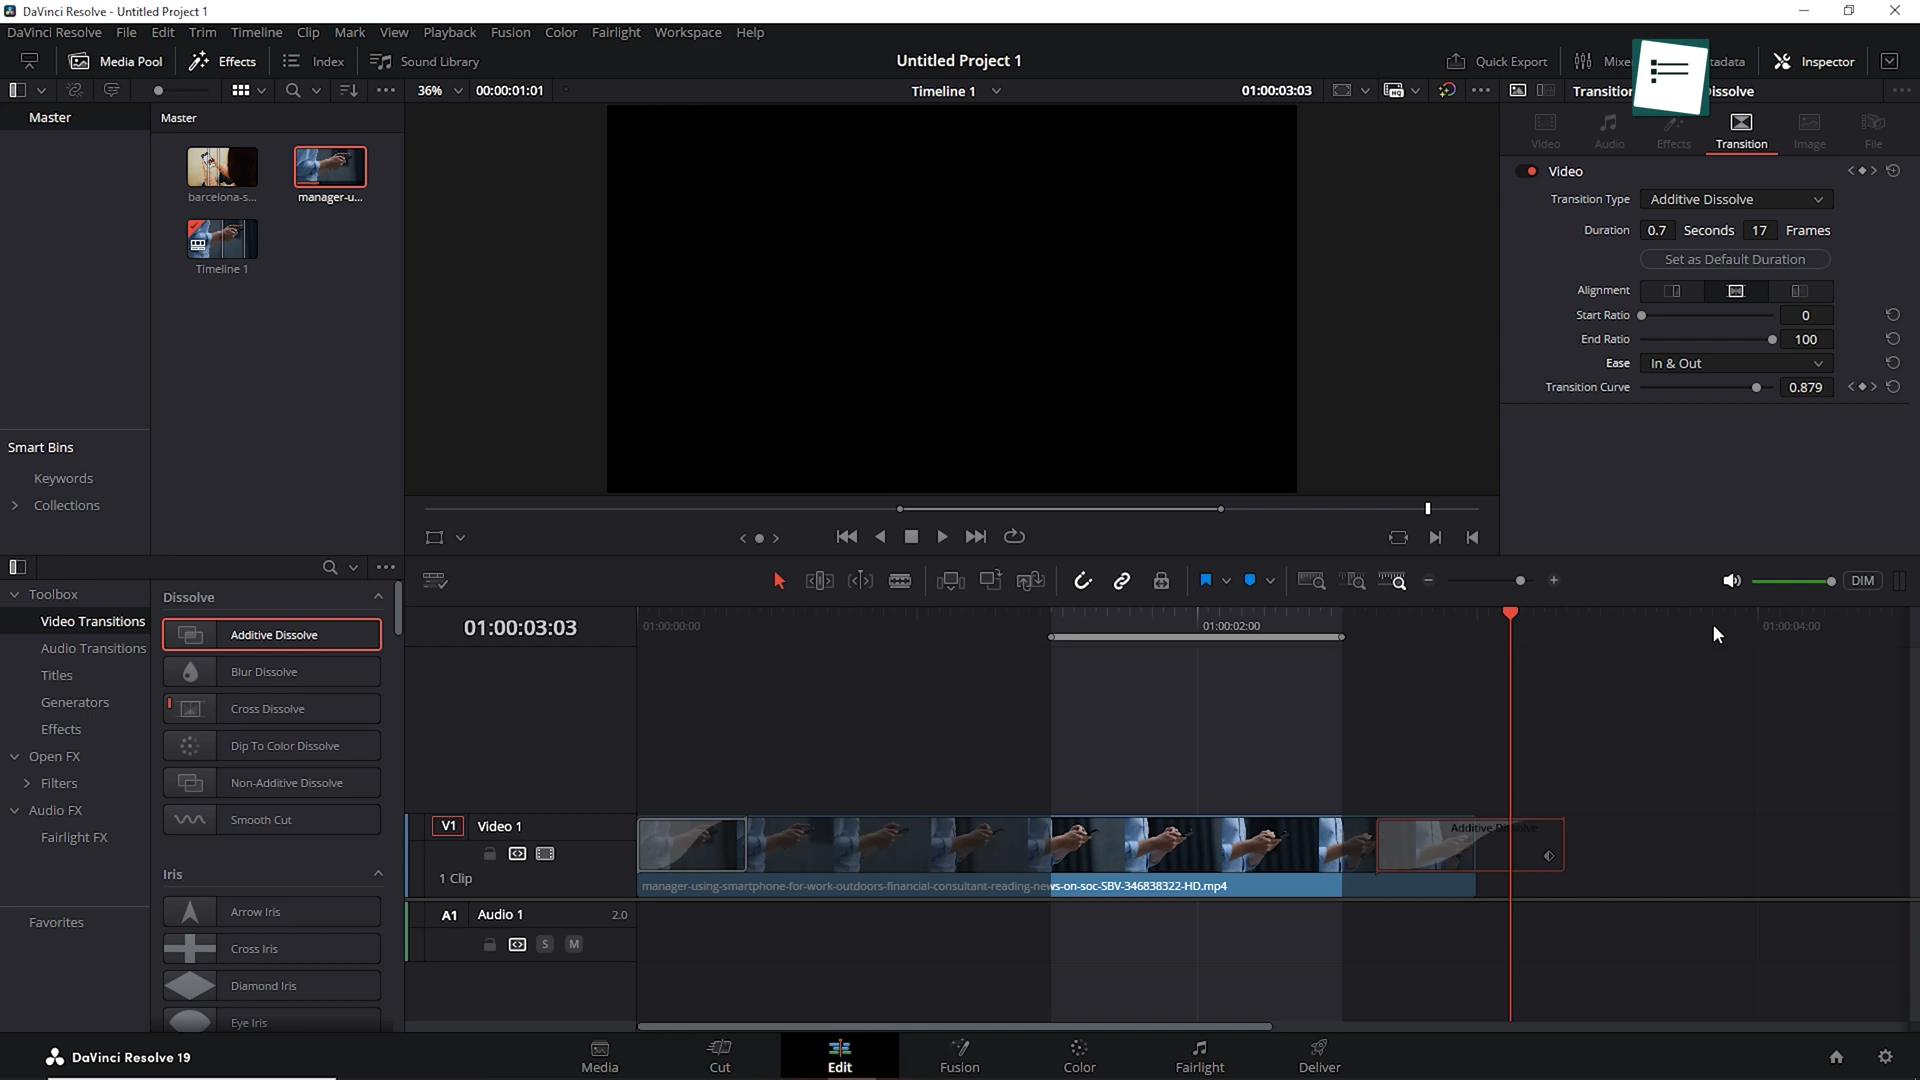 DaVinci Resolve - Untitled Project 1
DaVinci Resolve File Edit Trim Timeline Clip Mark View Playback Fusion Color Fairlight Workspace Help
Media Pool Effects Index Sound Library Untitled Project 1 Quick Export Inspector
36% 00:00:01:01 Timeline 1 01:00:03:03
Master
Master
barcelona-s...
manager-u...
Timeline 1
Smart Bins
Keywords
Collections
Video Audio Effects Transition Image File
Video
Transition Type Additive Dissolve
Duration 0.7 Seconds 17 Frames
Set as Default Duration
Alignment
Start Ratio 0
End Ratio 100
Ease In & Out
Transition Curve 0.879
Toolbox
Video Transitions
Audio Transitions
Titles
Generators
Effects
Open FX
Filters
Audio FX
Fairlight FX
Favorites
Dissolve
Additive Dissolve
Blur Dissolve
Cross Dissolve
Dip To Color Dissolve
Non-Additive Dissolve
Smooth Cut
Iris
Arrow Iris
Cross Iris
Diamond Iris
Eye Iris
DIM
01:00:03:03
01:00:00:00 01:00:02:00 01:00:04:00
V1 Video 1
1 Clip
manager-using-smartphone-for-work-outdoors-financial-consultant-reading-news-on-soc-SBV-346838322-HD.mp4
A1 Audio 1 2.0
S M
DaVinci Resolve 19
Media Cut Edit Fusion Color Fairlight Deliver